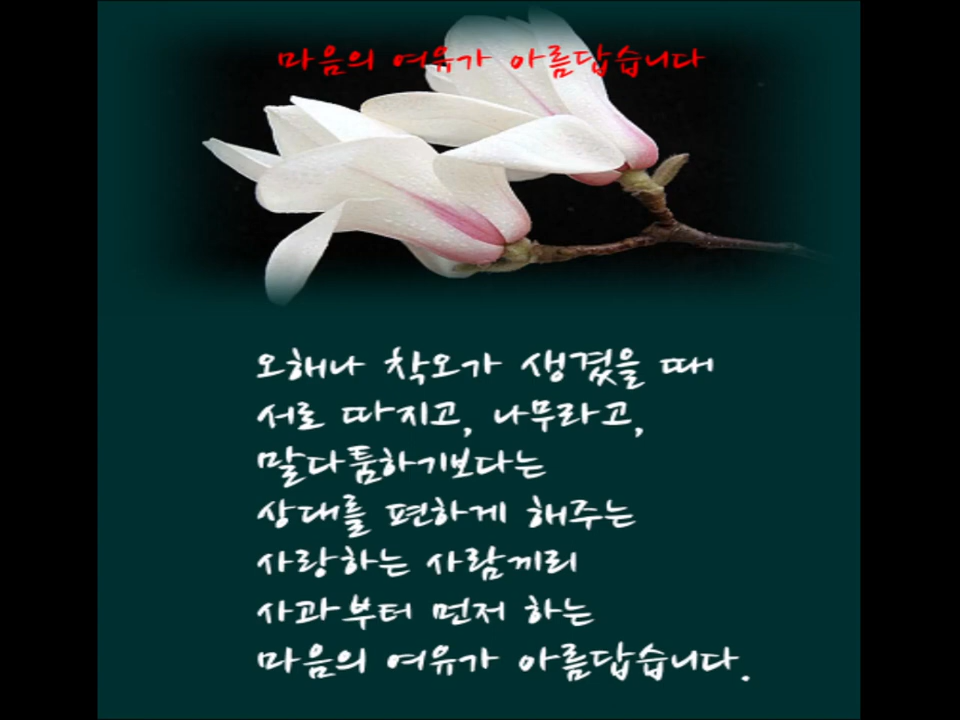 마음의 여유가 아름답습니다
오해나 착오가 생겼을 때
서로 따지고, 나무라고,
말다툼하기보다는
상대를 편하게 해주는
사랑하는 사람끼리
사과부터 먼저 하는
마음의 여유가 아름답습니다.